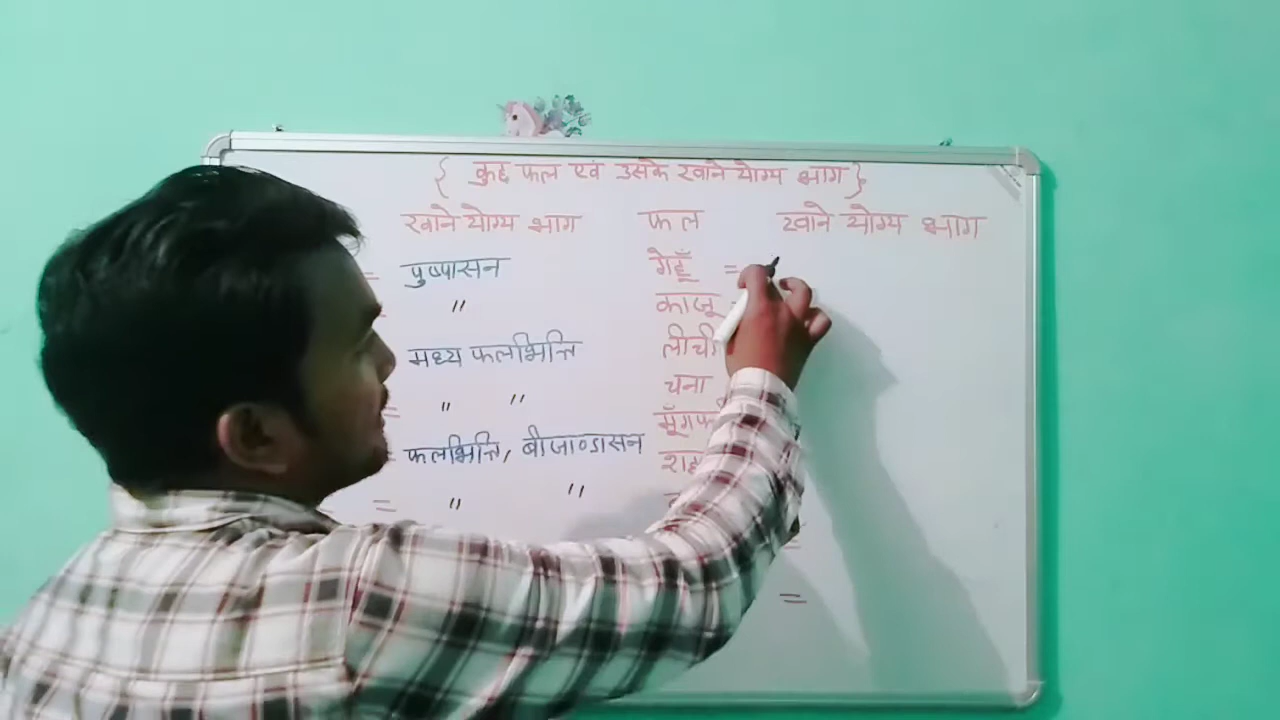 { कुछ फल एवं उसके खाने योग्य भाग }
खाने योग्य भाग फल खाने योग्य भाग
= पुष्पासन गेहूँ =
" काजू
मध्य फलभित्ति लीची
= " " चना
फलभित्ति, बीजाण्डासन
= " "
=